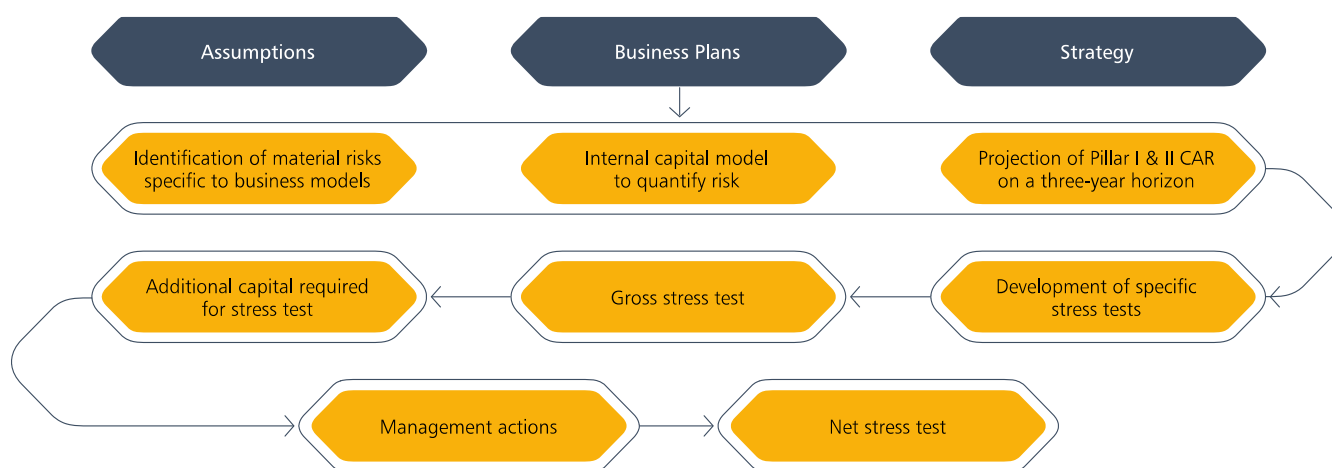 Assumptions
Business Plans
Strategy
Identification of material risks
specific to business models
Internal capital model
to quantify risk
Projection of Pillar I & II CAR
on a three-year horizon
Additional capital required
for stress test
Gross stress test
Development of specific
stress tests
Management actions
Net stress test